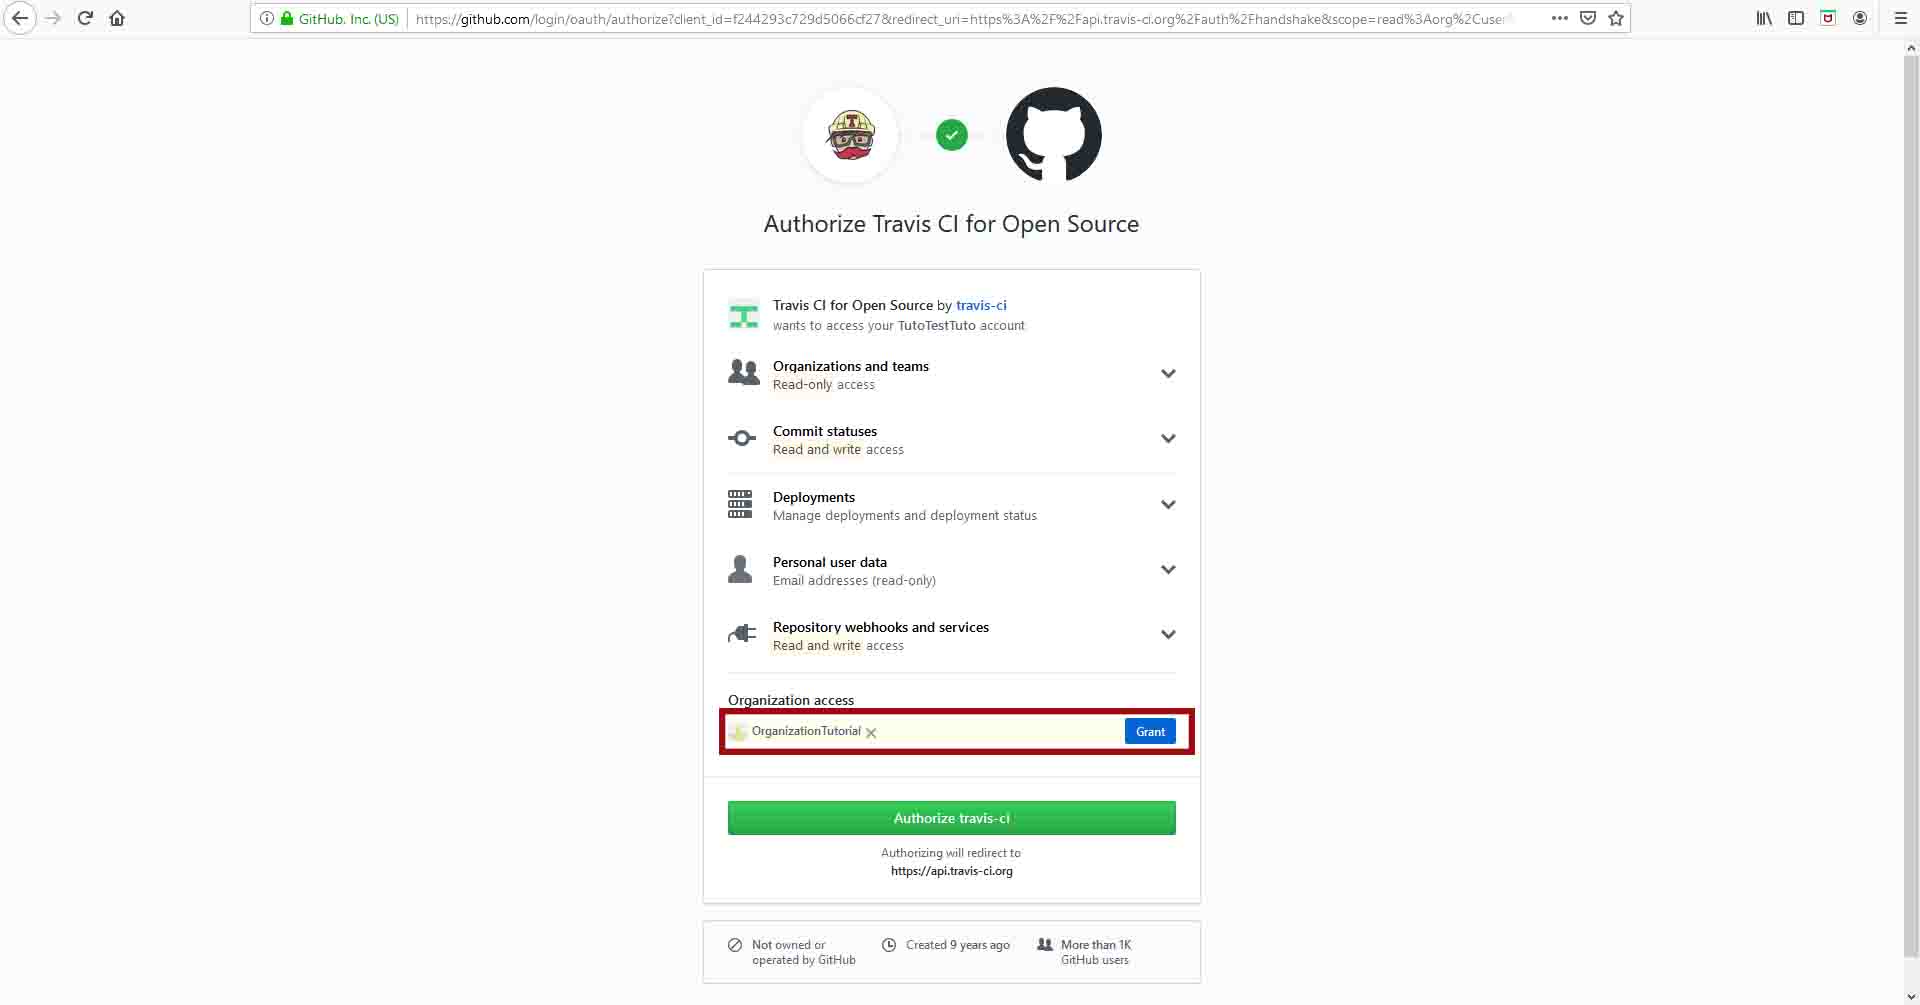 GitHub, Inc. (US)
https://github.com/login/oauth/authorize?client_id=f244293c729d5066cf27&redirect_uri=https%3A%2F%2Fapi.travis-ci.org%2Fauth%2Fhandshake&scope=read%3Aorg%2Cuser
T
Authorize Travis CI for Open Source
Travis CI for Open Source by travis-ci
wants to access your TutoTestTuto account
Organizations and teams
Read-only access
Commit statuses
Read and write access
Deployments
Manage deployments and deployment status
Personal user data
Email addresses (read-only)
Repository webhooks and services
Read and write access
Organization access
OrganizationTutorial
Grant
Authorize travis-ci
Authorizing will redirect to
https://api.travis-ci.org
Not owned or
operated by GitHub
Created 9 years ago
More than 1K
GitHub users